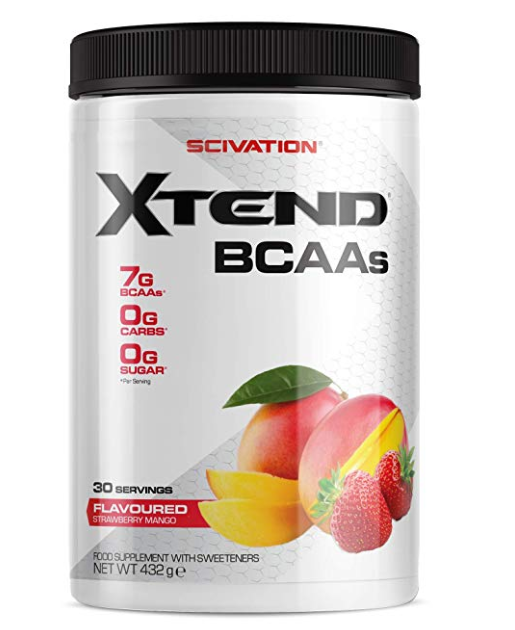 SCIVATION®
XTEND®
BCAAs
7G
BCAAs*
0G
CARBS*
0G
SUGAR*
*Per Serving
30 SERVINGS
FLAVOURED
STRAWBERRY MANGO
FOOD SUPPLEMENT WITH SWEETENERS
NET WT 432 g ℮